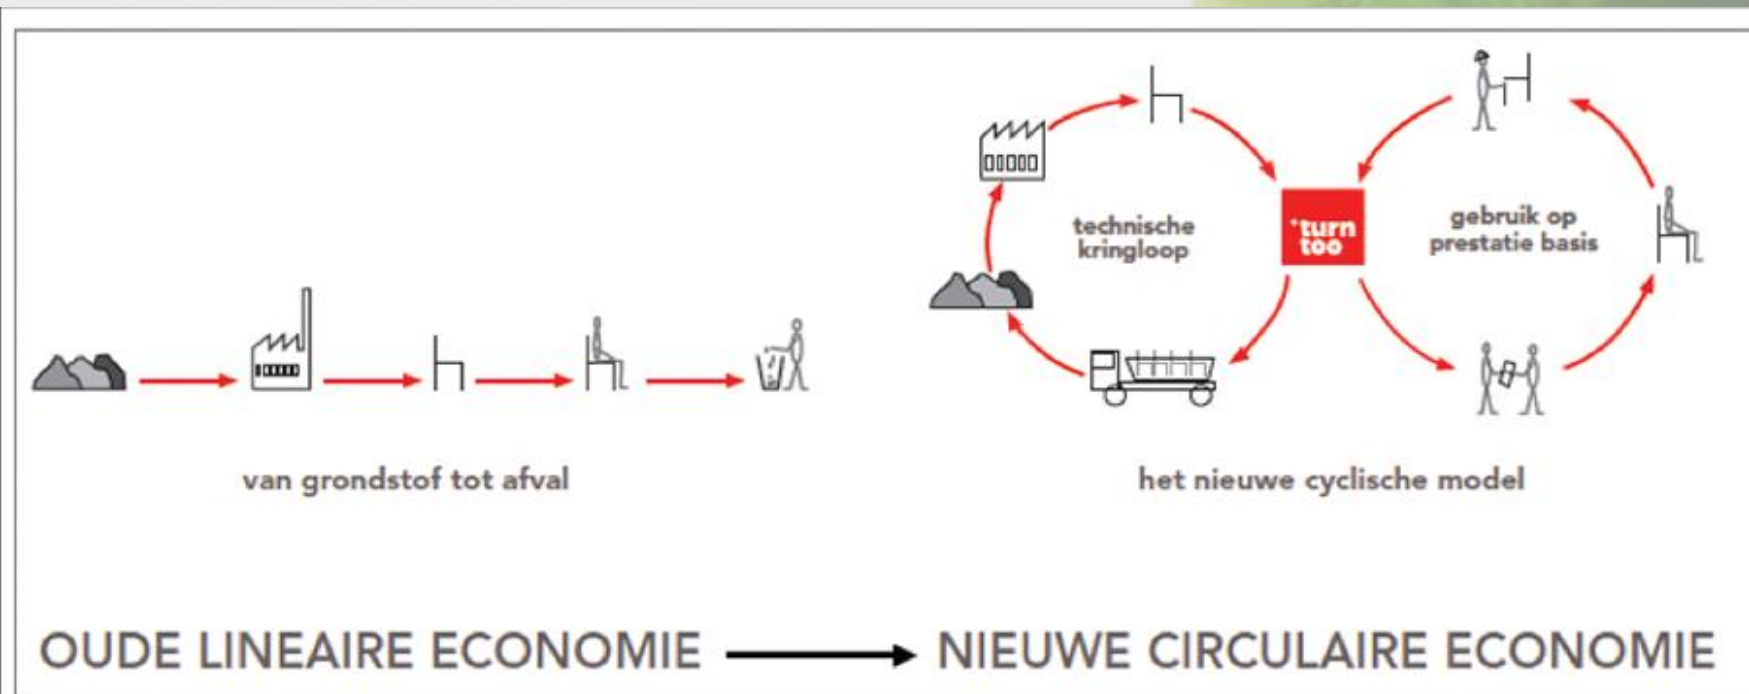 technische
kringloop
*turn
too
gebruik op
prestatie basis
van grondstof tot afval
het nieuwe cyclische model
OUDE LINEAIRE ECONOMIE
NIEUWE CIRCULAIRE ECONOMIE